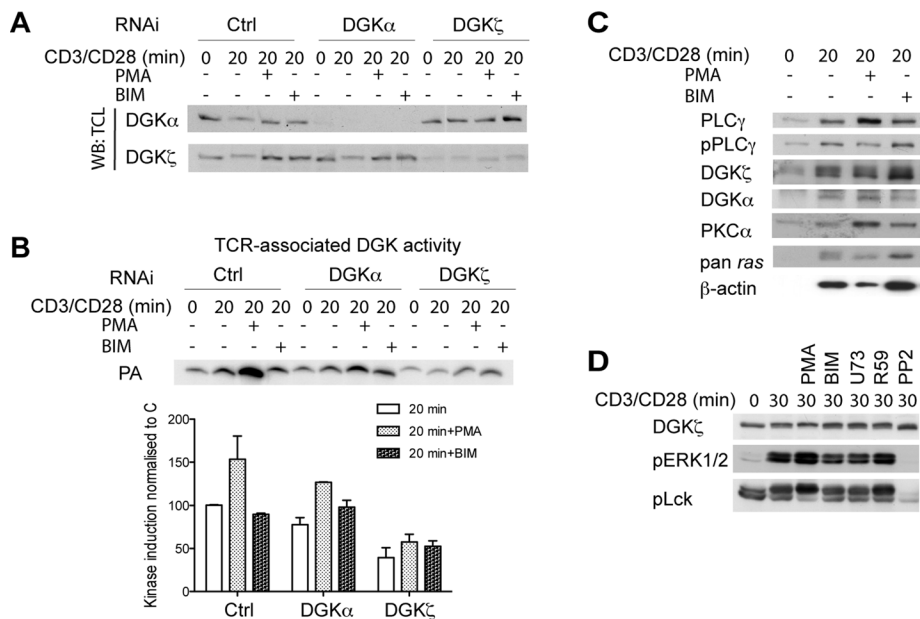 A
RNAi Ctrl DGKα DGKζ
CD3/CD28 (min) 0 20 20 20 0 20 20 20 0 20 20 20
PMA - - + - - - + - - - + -
BIM - - - + - - - + - - - +
WB: TCL
DGKα
DGKζ
B
TCR-associated DGK activity
RNAi Ctrl DGKα DGKζ
CD3/CD28 (min) 0 20 20 20 0 20 20 20 0 20 20 20
PMA - - + - - - + - - - + -
BIM - - - + - - - + - - - +
PA
Kinase induction normalised to C
200
150
100
50
0
20 min
20 min+PMA
20 min+BIM
Ctrl DGKα DGKζ
C
CD3/CD28 (min) 0 20 20 20
PMA - - + -
BIM - - - +
PLCγ
pPLCγ
DGKζ
DGKα
PKCα
pan ras
β-actin
D
PMA BIM U73 R59 PP2
CD3/CD28 (min) 0 30 30 30 30 30 30
DGKζ
pERK1/2
pLck